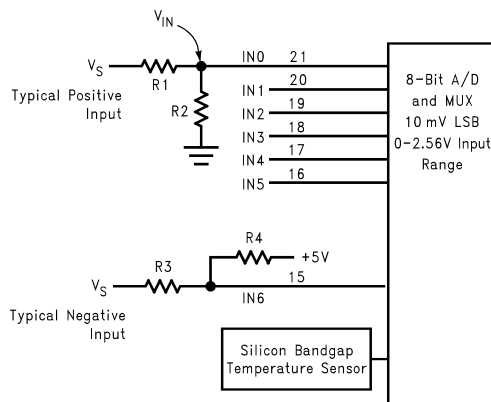 VIN
VS
R1
IN0 21
Typical Positive
Input
R2
IN1 20
IN2 19
IN3 18
IN4 17
IN5 16
8-Bit A/D
and MUX
10 mV LSB
0-2.56V Input
Range
R4
+5V
VS
R3
IN6 15
Typical Negative
Input
Silicon Bandgap
Temperature Sensor